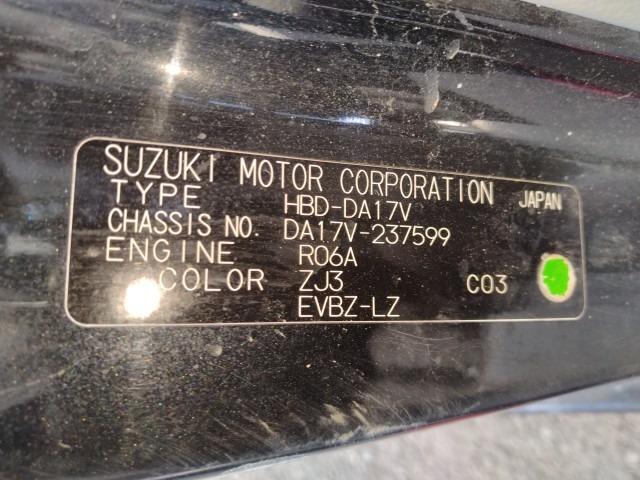 SUZUKI MOTOR CORPORATION JAPAN
TYPE HBD-DA17V
CHASSIS NO. DA17V-237599
ENGINE R06A
COLOR ZJ3 C03
EVBZ-LZ